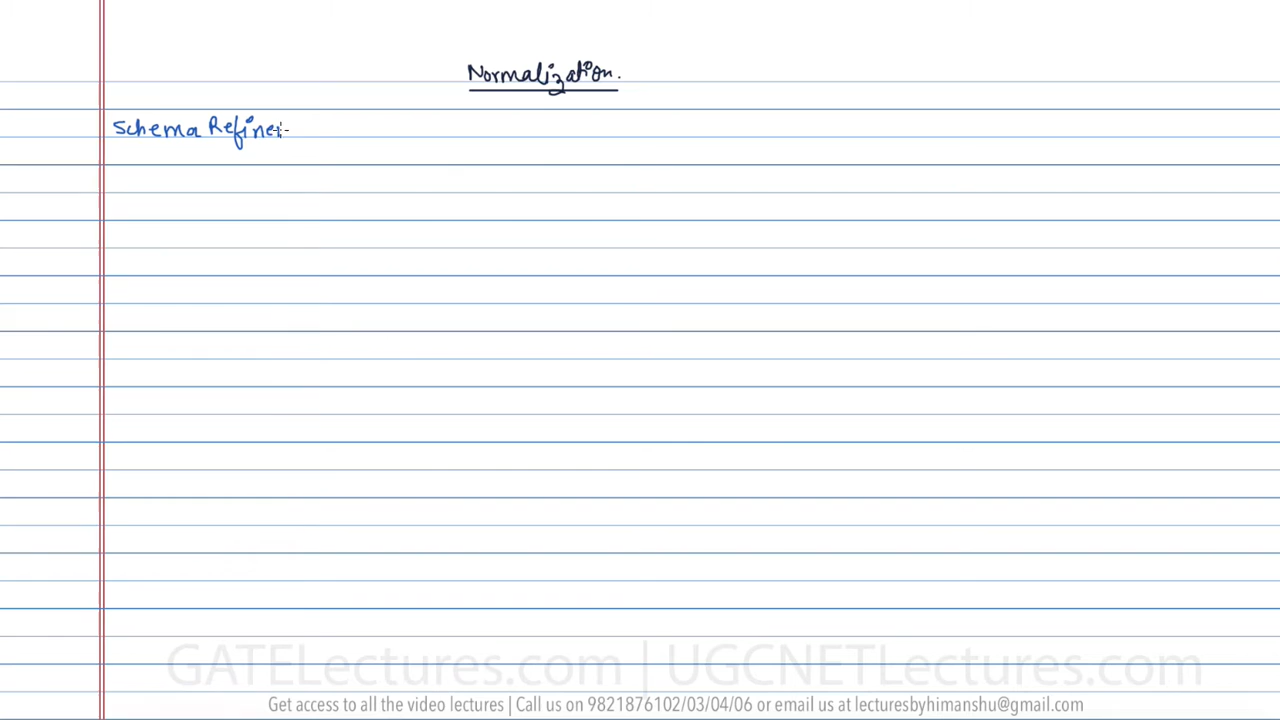 Normalization.
Schema Refine
GATELectures.com | UGCNETLectures.com
Get access to all the video lectures | Call us on 9821876102/03/04/06 or email us at lecturesbyhimanshu@gmail.com